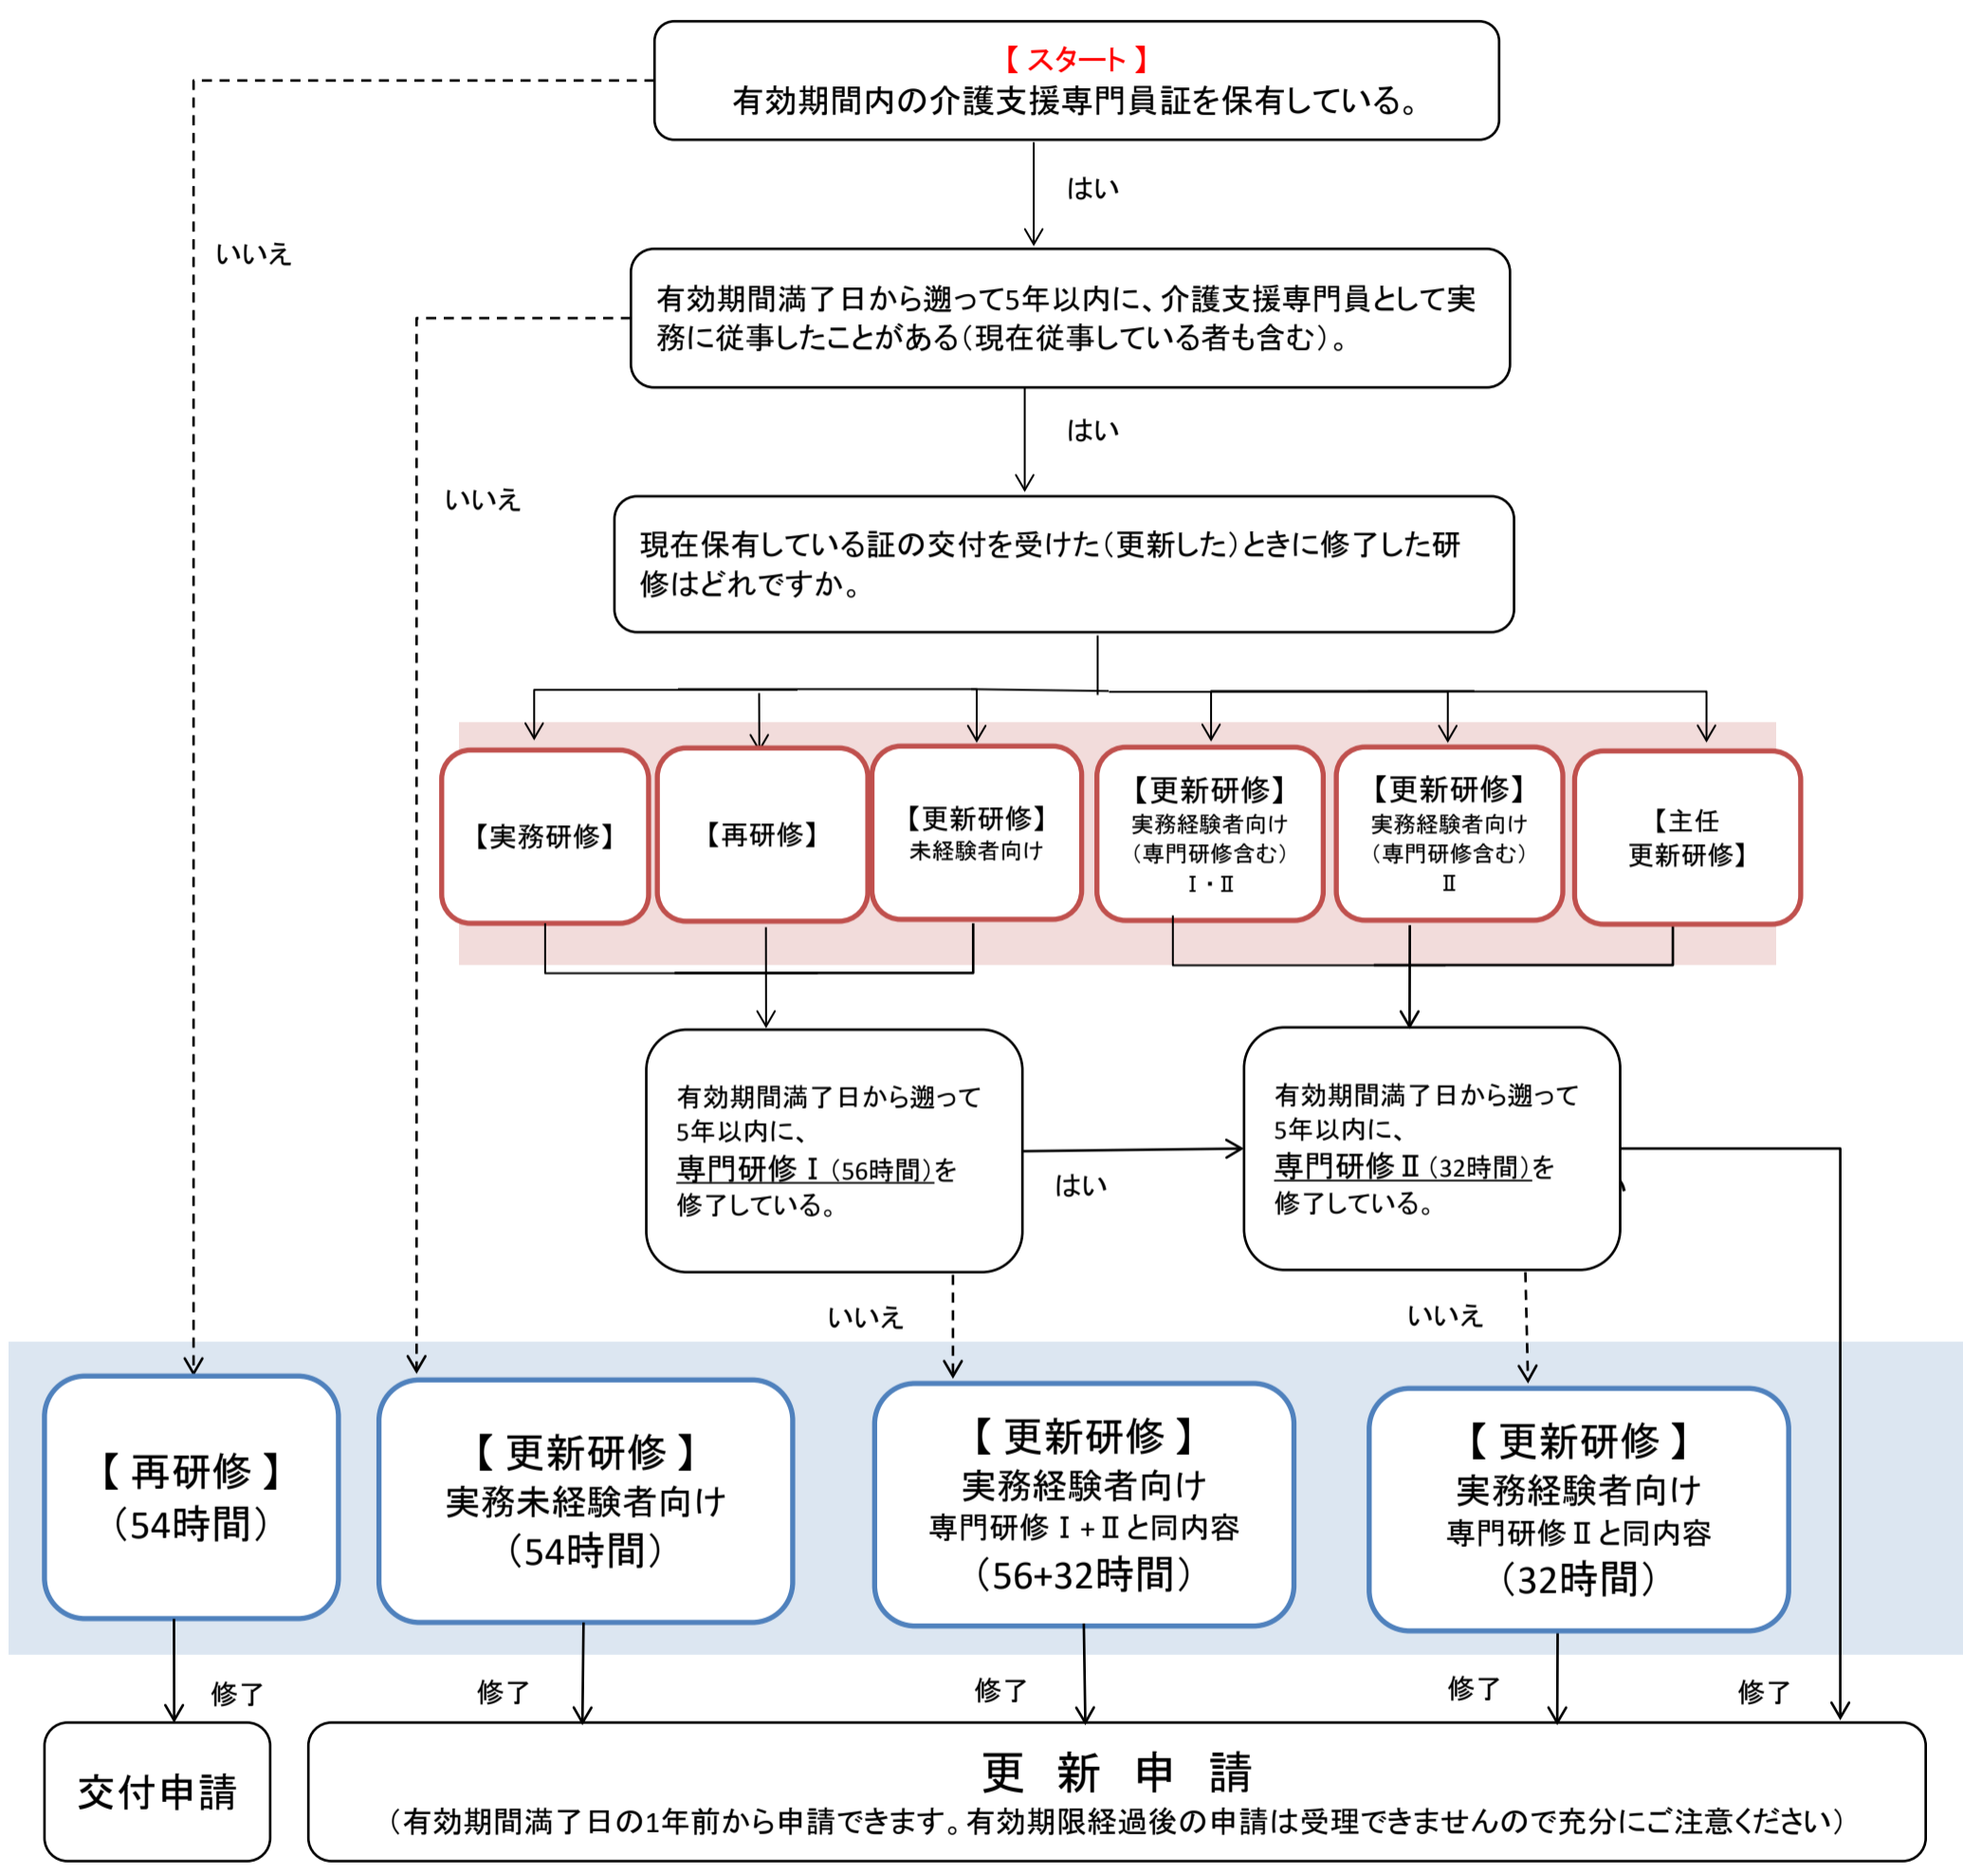 【 スタート 】
有効期間内の介護支援専門員証を保有している。
はい
いいえ
有効期間満了日から遡って5年以内に、介護支援専門員として実
務に従事したことがある（現在従事している者も含む）。
はい
いいえ
現在保有している証の交付を受けた（更新した）ときに修了した研
修はどれですか。
【実務研修】
【再研修】
【更新研修】
未経験者向け
【更新研修】
実務経験者向け
（専門研修含む）
Ⅰ・Ⅱ
【更新研修】
実務経験者向け
（専門研修含む）
Ⅱ
【主任
更新研修】
有効期間満了日から遡って
5年以内に、
専門研修Ⅰ（56時間）を
修了している。
はい
有効期間満了日から遡って
5年以内に、
専門研修Ⅱ（32時間）を
修了している。
いいえ
いいえ
【 再研修 】
（54時間）
【 更新研修 】
実務未経験者向け
（54時間）
【 更新研修 】
実務経験者向け
専門研修Ⅰ+Ⅱと同内容
（56+32時間）
【 更新研修 】
実務経験者向け
専門研修Ⅱと同内容
（32時間）
修了
修了
修了
修了
修了
交付申請
更 新 申 請
（有効期間満了日の1年前から申請できます。有効期限経過後の申請は受理できませんので充分にご注意ください）